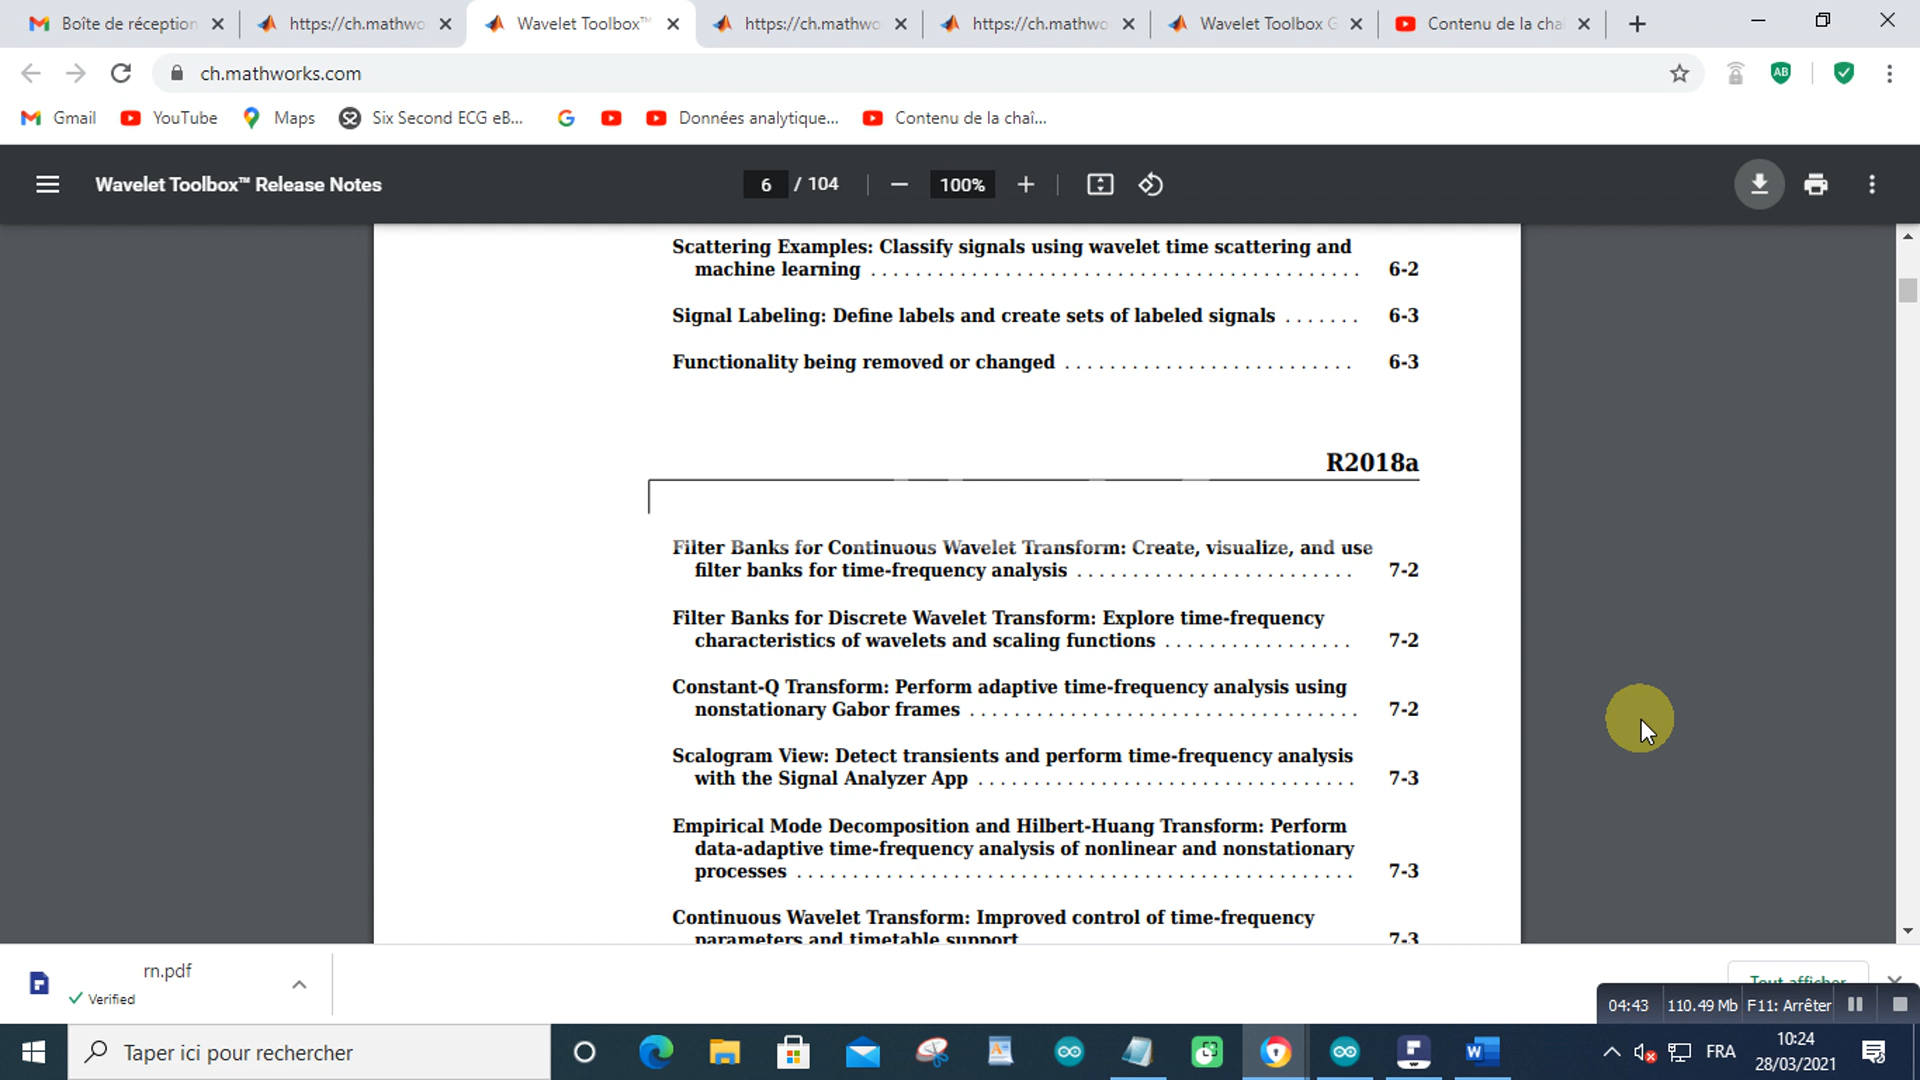 Boîte de réception
https://ch.mathwo
Wavelet Toolbox™
https://ch.mathwo
https://ch.mathwo
Wavelet Toolbox G
Contenu de la cha
ch.mathworks.com
AB
Gmail
YouTube
Maps
Six Second ECG eB...
Données analytique...
Contenu de la chaî...
Wavelet Toolbox™ Release Notes
6 / 104
100%
Scattering Examples: Classify signals using wavelet time scattering and
machine learning . . . . . . . . . . . . . . . . . . . . . . . . . . . . . . . . . . . . . . . . . . . . 6-2
Signal Labeling: Define labels and create sets of labeled signals . . . . . . . 6-3
Functionality being removed or changed . . . . . . . . . . . . . . . . . . . . . . . . . . 6-3
R2018a
Filter Banks for Continuous Wavelet Transform: Create, visualize, and use
filter banks for time-frequency analysis . . . . . . . . . . . . . . . . . . . . . . . . . 7-2
Filter Banks for Discrete Wavelet Transform: Explore time-frequency
characteristics of wavelets and scaling functions . . . . . . . . . . . . . . . . . 7-2
Constant-Q Transform: Perform adaptive time-frequency analysis using
nonstationary Gabor frames . . . . . . . . . . . . . . . . . . . . . . . . . . . . . . . . . . . 7-2
Scalogram View: Detect transients and perform time-frequency analysis
with the Signal Analyzer App . . . . . . . . . . . . . . . . . . . . . . . . . . . . . . . . . . 7-3
Empirical Mode Decomposition and Hilbert-Huang Transform: Perform
data-adaptive time-frequency analysis of nonlinear and nonstationary
processes . . . . . . . . . . . . . . . . . . . . . . . . . . . . . . . . . . . . . . . . . . . . . . . . . . 7-3
Continuous Wavelet Transform: Improved control of time-frequency
parameters and timetable support 7-3
rn.pdf
Verified
Tout afficher
04:43
110.49 Mb
F11: Arrêter
Taper ici pour rechercher
FRA
10:24
28/03/2021